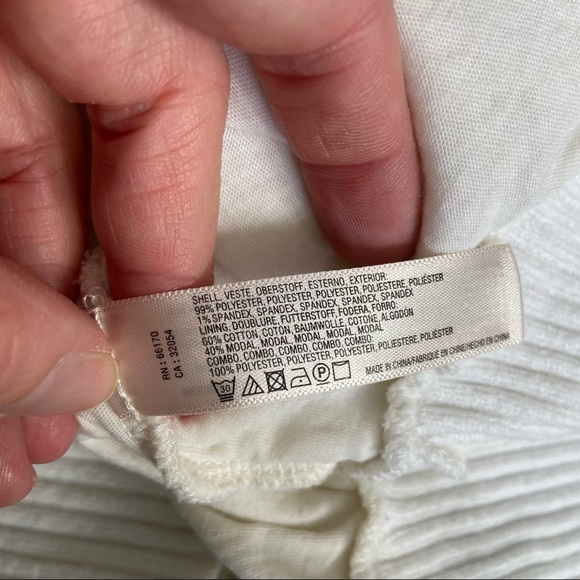 RN: 66170
CA: 32054
SHELL, VESTE, OBERSTOFF, ESTERNO, EXTERIOR:
99% POLYESTER, POLYESTER, POLYESTER, POLIESTERE, POLIÉSTER
1% SPANDEX, SPANDEX, SPANDEX, SPANDEX, SPANDEX
LINING, DOUBLURE, FUTTERSTOFF, FODERA, FORRO:
60% COTTON, COTTON, BAUMWOLLE, COTONE, ALGODÓN
40% MODAL, MODAL, MODAL, MODAL, MODAL
COMBO, COMBO, COMBO, COMBO, COMBO:
100% POLYESTER, POLYESTER, POLYESTER, POLIESTERE, POLIÉSTER
30 P
MADE IN CHINA/FABRIQUÉ EN CHINE/HECHO EN CHINA